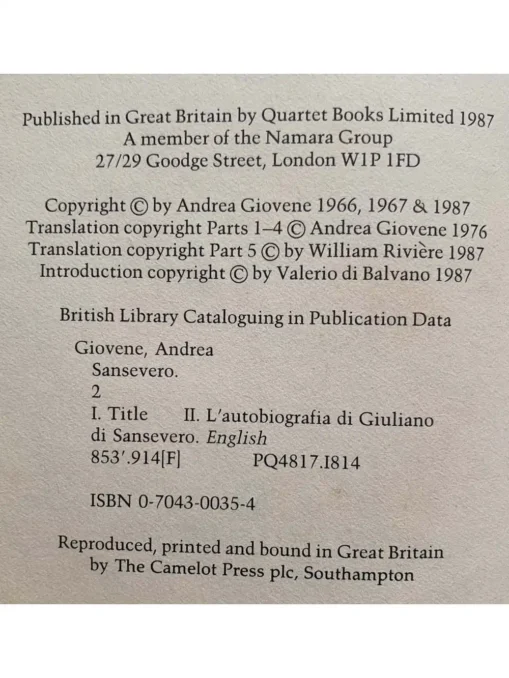 Published in Great Britain by Quartet Books Limited 1987
A member of the Namara Group
27/29 Goodge Street, London W1P 1FD
Copyright © by Andrea Giovene 1966, 1967 & 1987
Translation copyright Parts 1–4 © Andrea Giovene 1976
Translation copyright Part 5 © by William Rivière 1987
Introduction copyright © by Valerio di Balvano 1987
British Library Cataloguing in Publication Data
Giovene, Andrea
Sansevero.
2
I. Title II. L'autobiografia di Giuliano
di Sansevero. English
853'.914[F] PQ4817.I814
ISBN 0-7043-0035-4
Reproduced, printed and bound in Great Britain
by The Camelot Press plc, Southampton